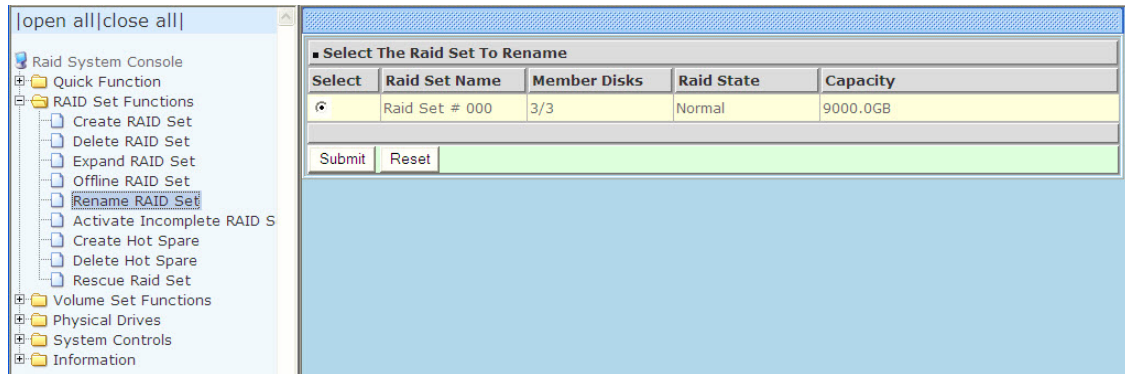 |open all|close all|
Raid System Console
Quick Function
RAID Set Functions
Create RAID Set
Delete RAID Set
Expand RAID Set
Offline RAID Set
Rename RAID Set
Activate Incomplete RAID S
Create Hot Spare
Delete Hot Spare
Rescue Raid Set
Volume Set Functions
Physical Drives
System Controls
Information
Select The Raid Set To Rename
Select Raid Set Name Member Disks Raid State Capacity
Raid Set # 000 3/3 Normal 9000.0GB
Submit Reset